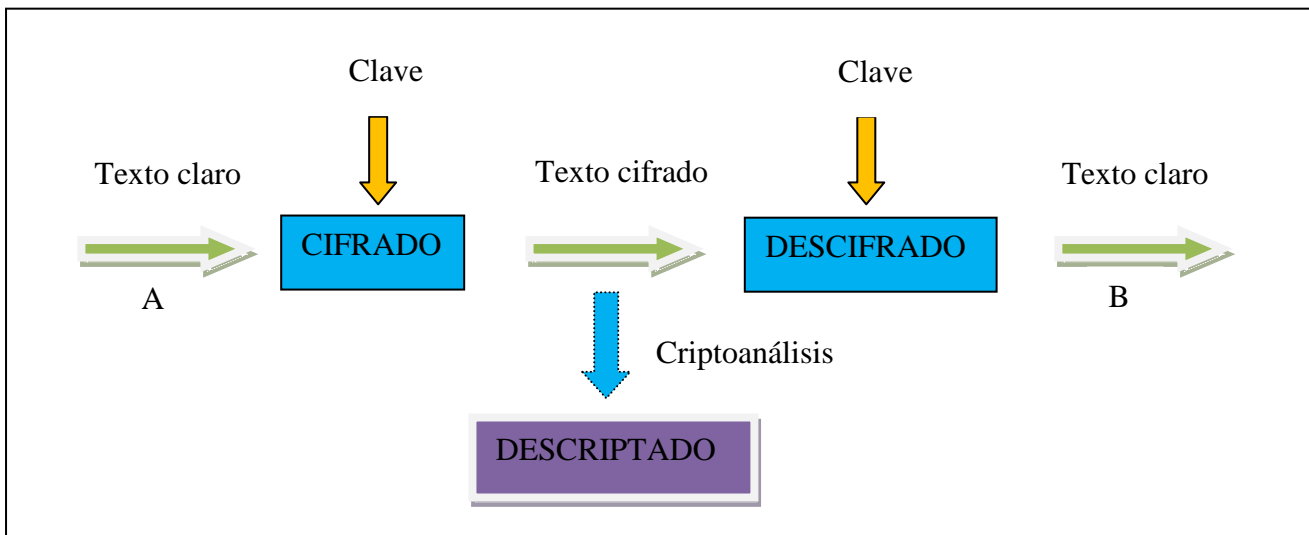 Clave
Clave
Texto claro
Texto cifrado
Texto claro
CIFRADO
DESCIFRADO
A
B
Criptoanálisis
DESCRIPTADO